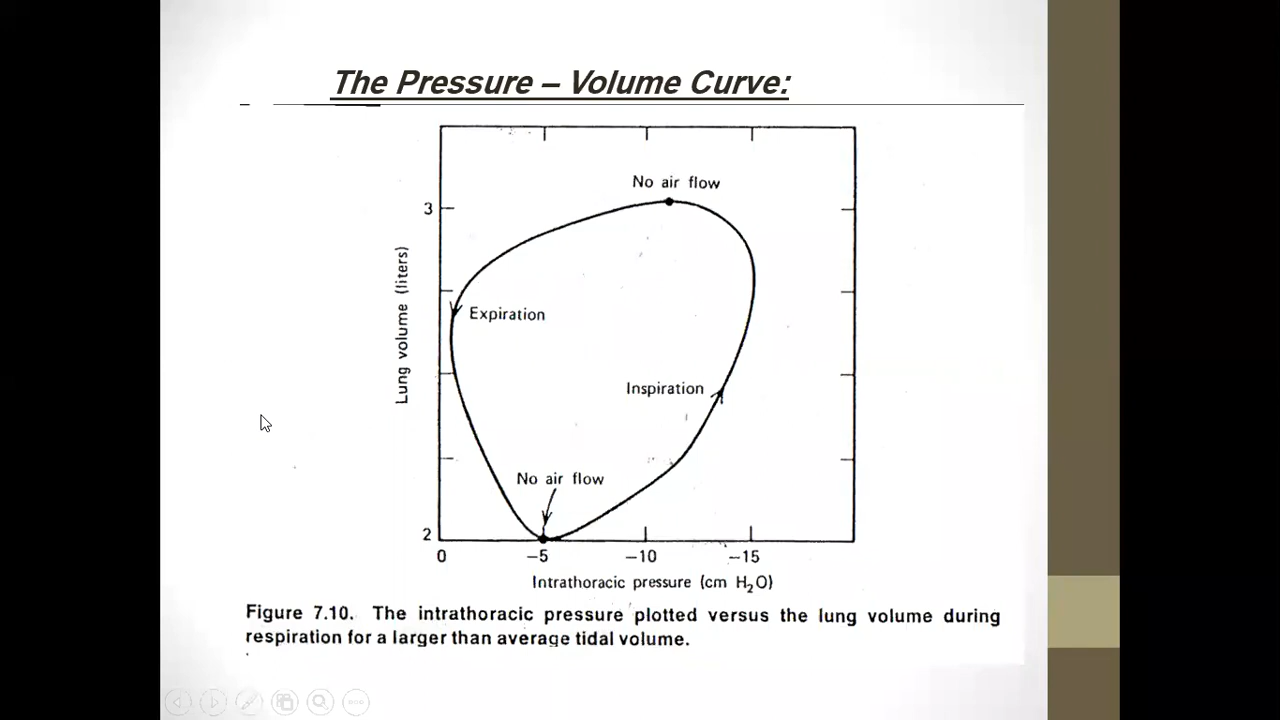 The Pressure – Volume Curve:
No air flow
3
Lung volume (liters)
Expiration
Inspiration
No air flow
2
0 −5 −10 −15
Intrathoracic pressure (cm H₂O)
Figure 7.10. The intrathoracic pressure plotted versus the lung volume during
respiration for a larger than average tidal volume.